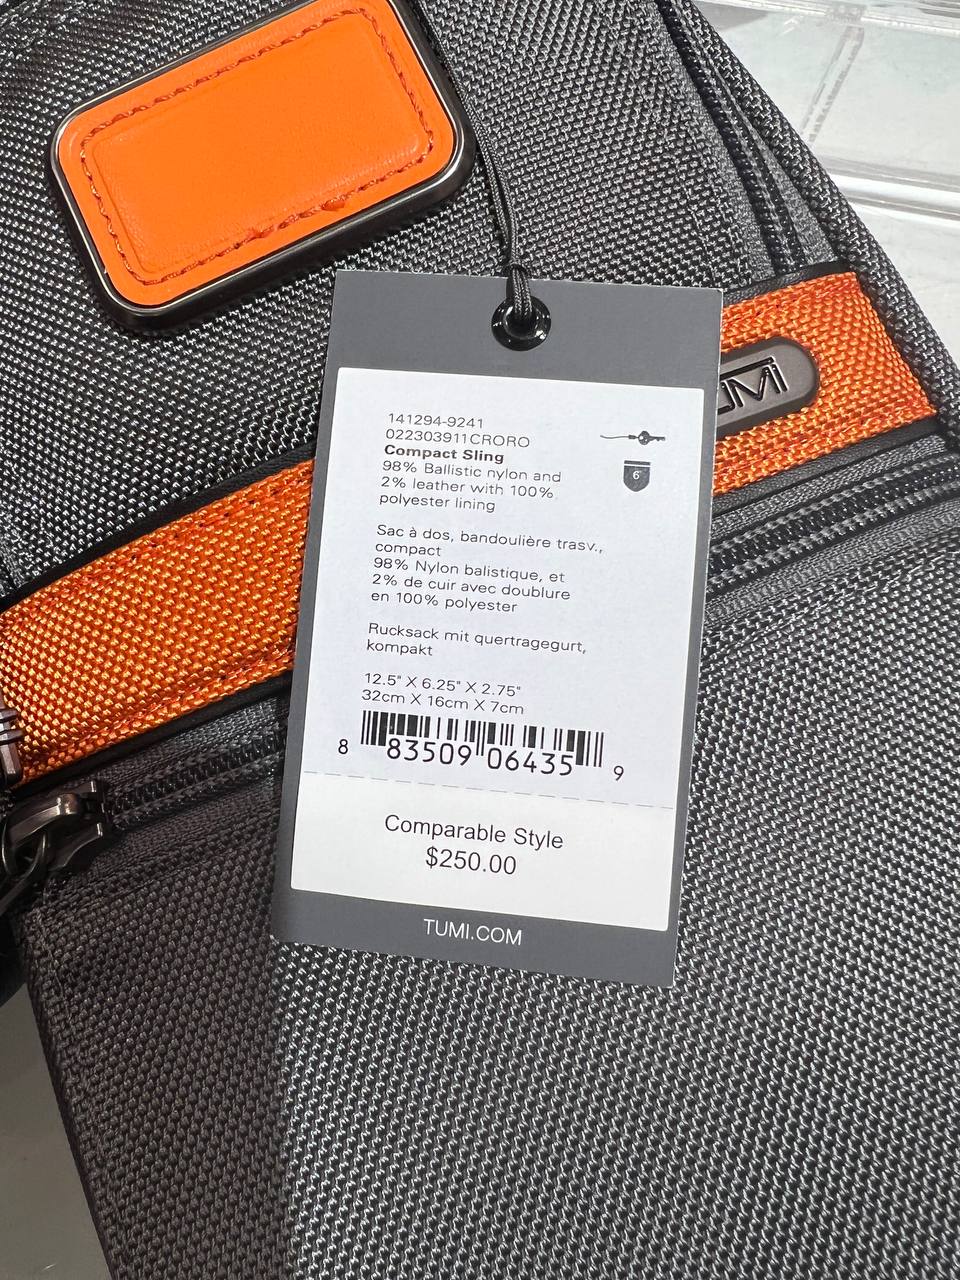 141294-9241
022303911CRORO
Compact Sling
98% Ballistic nylon and
2% leather with 100%
polyester lining
6"
Sac à dos, bandoulière trasv.,
compact
98% Nylon balistique, et
2% de cuir avec doublure
en 100% polyester
Rucksack mit quertragegurt,
kompakt
12.5" X 6.25" X 2.75"
32cm X 16cm X 7cm
8 83509 06435 9
Comparable Style
$250.00
TUMI.COM